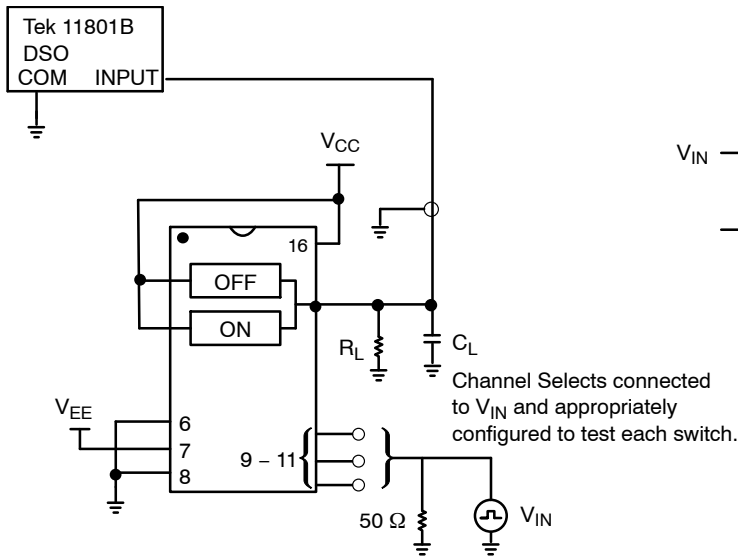 Tek 11801B
DSO
COM INPUT
V_CC
V_IN
16
OFF
ON
R_L
C_L
Channel Selects connected
to V_IN and appropriately
configured to test each switch.
V_EE
6
7
8
9 – 11
50 Ω
V_IN